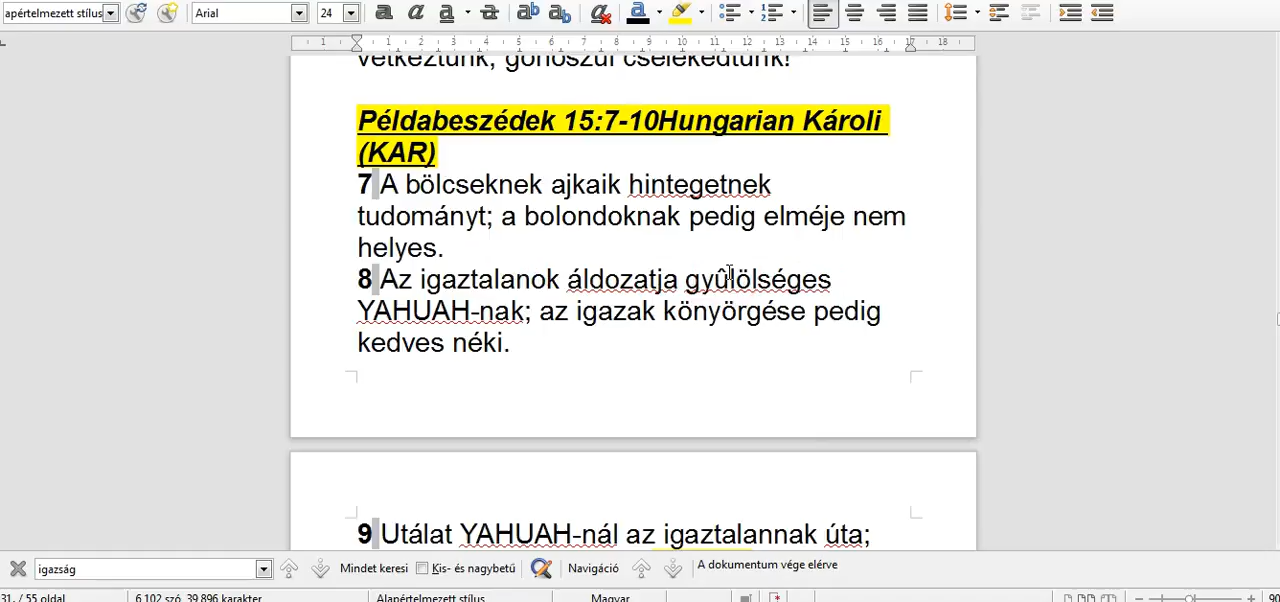 apértelmezett stílus Arial 24
1 1 2 3 4 5 6 7 8 9 10 11 12 13 14 15 16 17 18
vétkeztünk, gonoszul cselekedtünk!
Példabeszédek 15:7-10Hungarian Károli
(KAR)
7 A bölcseknek ajkaik hintegetnek
tudományt; a bolondoknak pedig elméje nem
helyes.
8 Az igaztalanok áldozatja gyûlölséges
YAHUAH-nak; az igazak könyörgése pedig
kedves néki.
9 Utálat YAHUAH-nál az igaztalannak úta;
igazság Mindet keresi Kis- és nagybetű Navigáció A dokumentum vége elérve
31. / 55 oldal 6 102 szó, 39 896 karakter Alapértelmezett stílus Magyar 90